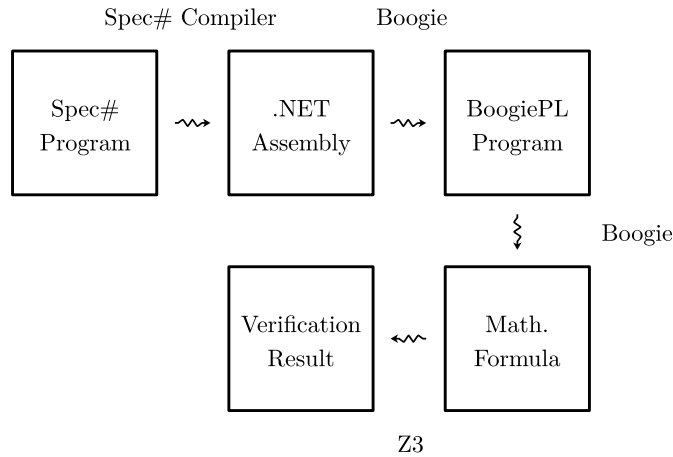 Spec# Compiler
Boogie
Spec#
Program
.NET
Assembly
BoogiePL
Program
Boogie
Verification
Result
Math.
Formula
Z3